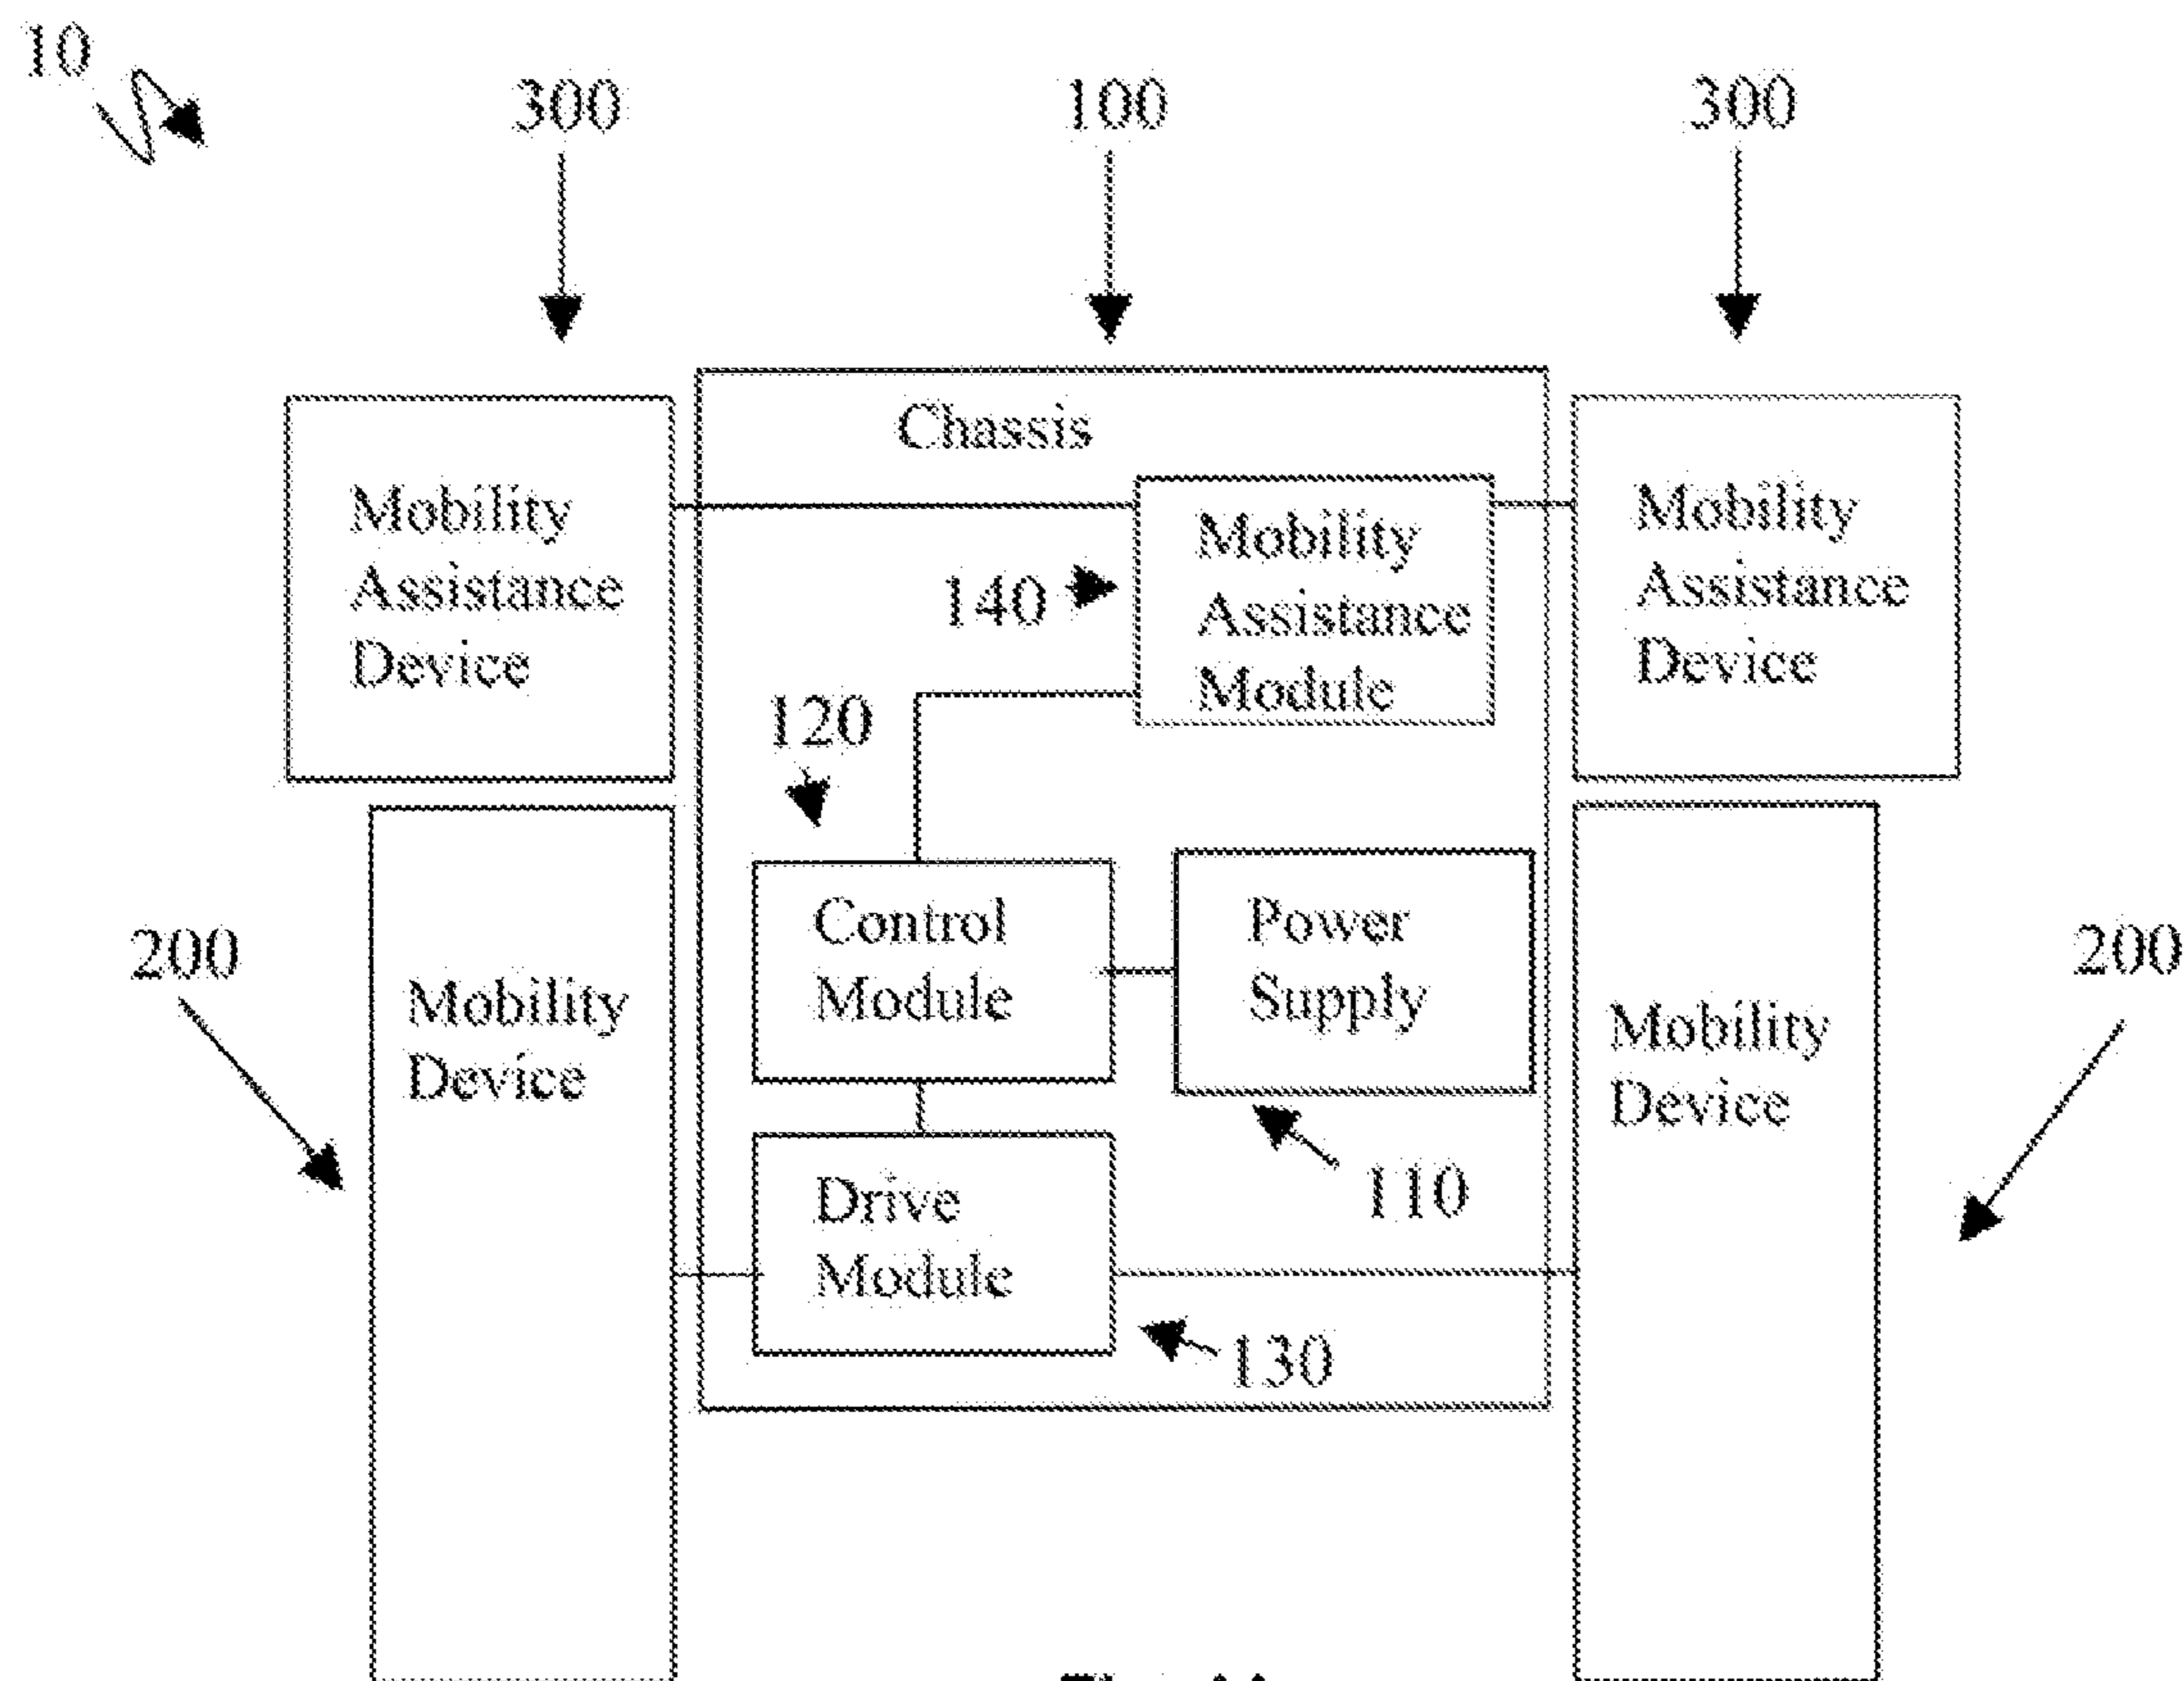 10
300
100
300
Chassis
Mobility
Assistance
Device
140
Mobility
Assistance
Module
Mobility
Assistance
Device
120
200
Mobility
Device
Control
Module
Power
Supply
Mobility
Device
200
110
Drive
Module
130